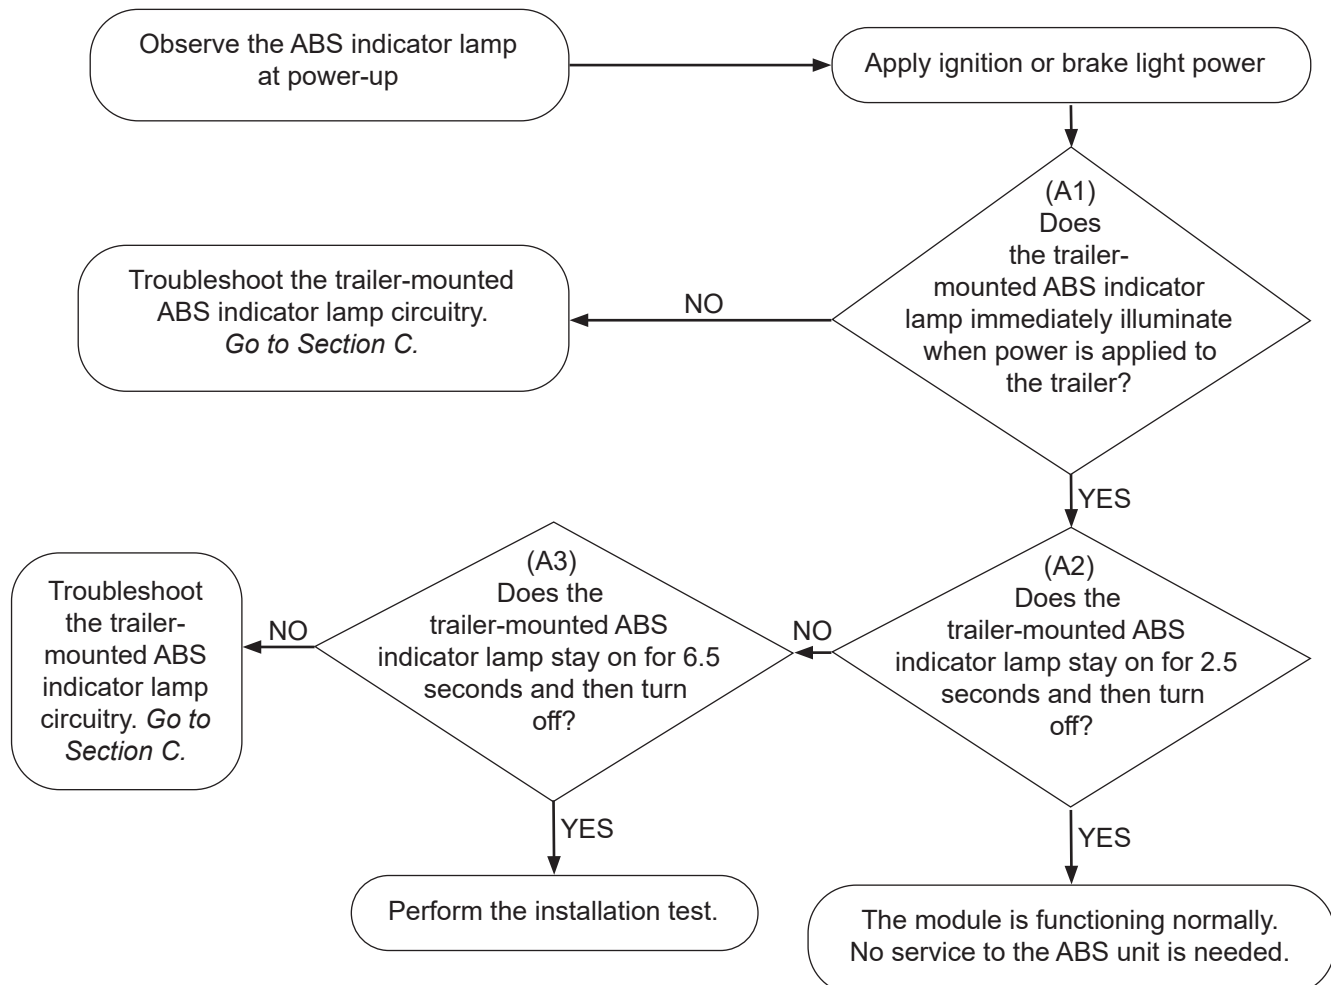 Observe the ABS indicator lamp
at power-up
Apply ignition or brake light power
(A1)
Does
the trailer-
mounted ABS indicator
lamp immediately illuminate
when power is applied to
the trailer?
NO
Troubleshoot the trailer-mounted
ABS indicator lamp circuitry.
Go to Section C.
YES
(A2)
Does the
trailer-mounted ABS
indicator lamp stay on for 2.5
seconds and then turn
off?
NO
(A3)
Does the
trailer-mounted ABS
indicator lamp stay on for 6.5
seconds and then turn
off?
NO
Troubleshoot
the trailer-
mounted ABS
indicator lamp
circuitry. Go to
Section C.
YES
Perform the installation test.
YES
The module is functioning normally.
No service to the ABS unit is needed.